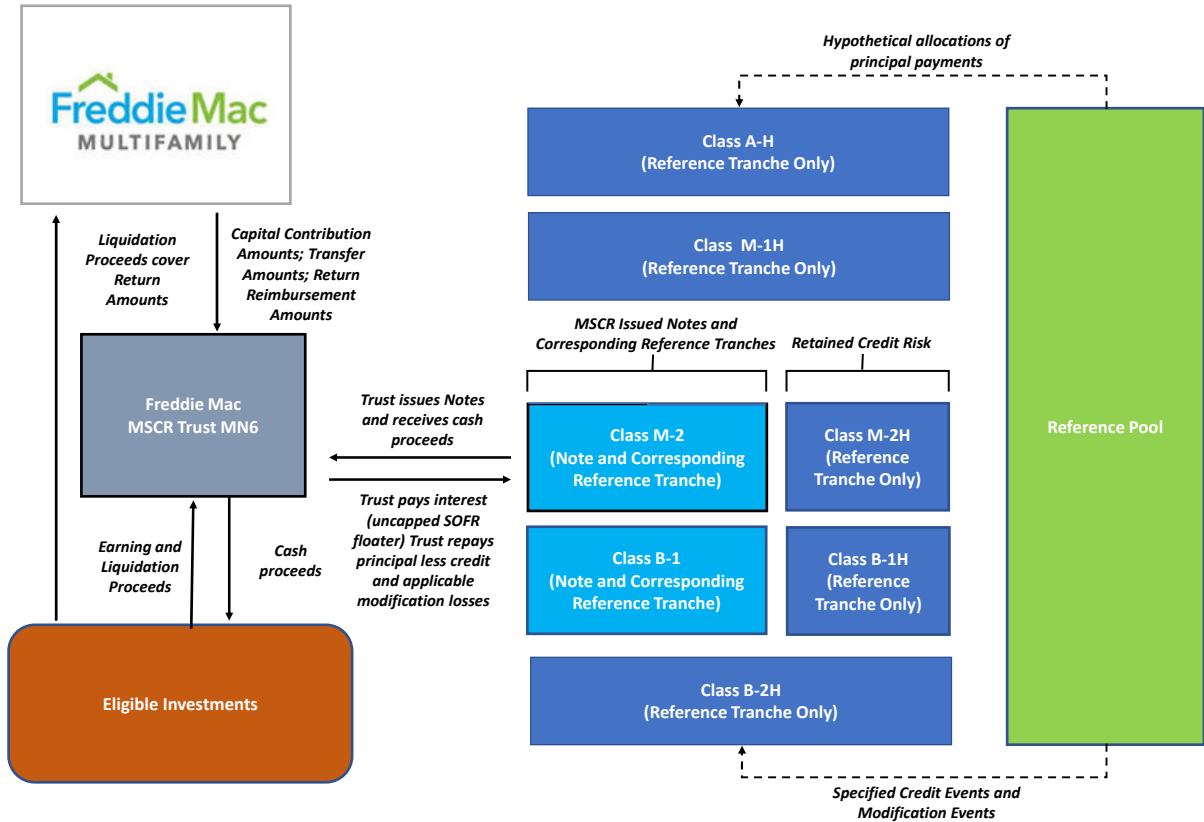 Freddie Mac
MULTIFAMILY
Hypothetical allocations of
principal payments
Class A-H
(Reference Tranche Only)
Liquidation
Proceeds cover
Return
Amounts
Capital Contribution
Amounts; Transfer
Amounts; Return
Reimbursement
Amounts
Class  M-1H
(Reference Tranche Only)
MSCR Issued Notes and
Corresponding Reference Tranches
Retained Credit Risk
Freddie Mac
MSCR Trust MN6
Trust issues Notes
and receives cash
proceeds
Class M-2
(Note and Corresponding
Reference Tranche)
Class M-2H
(Reference
Tranche Only)
Reference Pool
Earning and
Liquidation
Proceeds
Cash
proceeds
Trust pays interest
(uncapped SOFR
floater) Trust repays
principal less credit
and applicable
modification losses
Class B-1
(Note and Corresponding
Reference Tranche)
Class B-1H
(Reference
Tranche Only)
Eligible Investments
Class B-2H
(Reference Tranche Only)
Specified Credit Events and
Modification Events